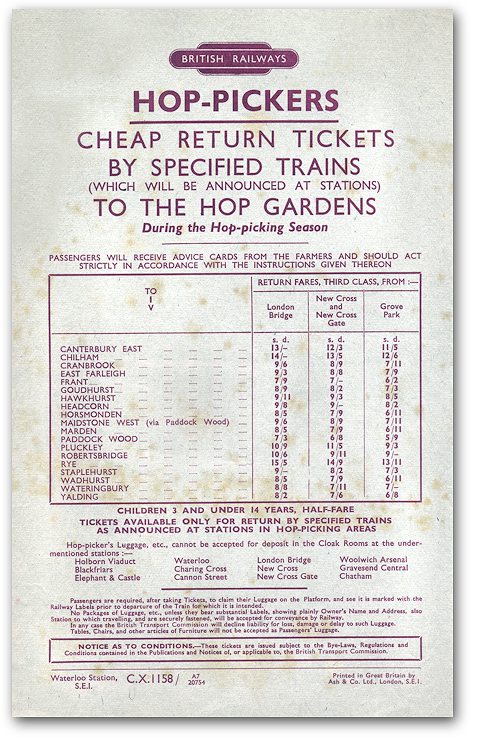 BRITISH RAILWAYS
HOP-PICKERS
CHEAP RETURN TICKETS
BY SPECIFIED TRAINS
(WHICH WILL BE ANNOUNCED AT STATIONS)
TO THE HOP GARDENS
During the Hop-picking Season
PASSENGERS WILL RECEIVE ADVICE CARDS FROM THE FARMERS AND SHOULD ACT
STRICTLY IN ACCORDANCE WITH THE INSTRUCTIONS GIVEN THEREON
TO RETURN FARES, THIRD CLASS, FROM :—
London Bridge New Cross and New Cross Gate Grove Park
s. d. s. d. s. d.
CANTERBURY EAST 13/- 12/3 11/5
CHILHAM 14/- 13/5 12/6
CRANBROOK 9/6 8/9 7/11
EAST FARLEIGH 9/3 8/8 7/9
FRANT 7/9 7/- 6/2
GOUDHURST 8/9 8/2 7/3
HAWKHURST 9/11 9/3 8/5
HEADCORN 9/8 9/- 8/2
HORSMONDEN 8/5 7/9 6/11
MAIDSTONE WEST (via Paddock Wood) 9/6 8/9 7/11
MARDEN 8/5 7/9 6/11
PADDOCK WOOD 7/3 6/8 5/9
PLUCKLEY 10/9 11/5 9/3
ROBERTSBRIDGE 10/6 9/11 9/-
RYE 15/5 14/9 13/11
STAPLEHURST 9/- 8/2 7/3
WADHURST 8/5 7/9 6/11
WATERINGBURY 8/8 7/11 7/-
YALDING 8/2 7/6 6/8
CHILDREN 3 AND UNDER 14 YEARS, HALF-FARE
TICKETS AVAILABLE ONLY FOR RETURN BY SPECIFIED TRAINS
AS ANNOUNCED AT STATIONS IN HOP-PICKING AREAS
Hop-picker's Luggage, etc., cannot be accepted for deposit in the Cloak Rooms at the under-
mentioned stations :—
Holborn Viaduct Waterloo London Bridge Woolwich Arsenal
Blackfriars Charing Cross New Cross Gravesend Central
Elephant & Castle Cannon Street New Cross Gate Chatham
Passengers are required, after taking Tickets, to claim their Luggage on the Platform, and see it is marked with the
Railway Labels prior to departure of the Train for which it is intended.
No Packages of Luggage, etc., unless they bear substantial Labels, showing plainly Owner's Name and Address, also
Station to which travelling, and are securely fastened, will be accepted for conveyance by Railway.
In any case the British Transport Commission will decline liability for loss, damage or delay to such Luggage.
Tables, Chairs, and other articles of Furniture will not be accepted as Passengers' Luggage.
NOTICE AS TO CONDITIONS.—These tickets are issued subject to the Bye-Laws, Regulations and
Conditions contained in the Publications and Notices of, or applicable to, the British Transport Commission.
Waterloo Station, S.E.1. C.X.1158/ A7 20754 Printed in Great Britain by
Ash & Co. Ltd., London, S.E.1.